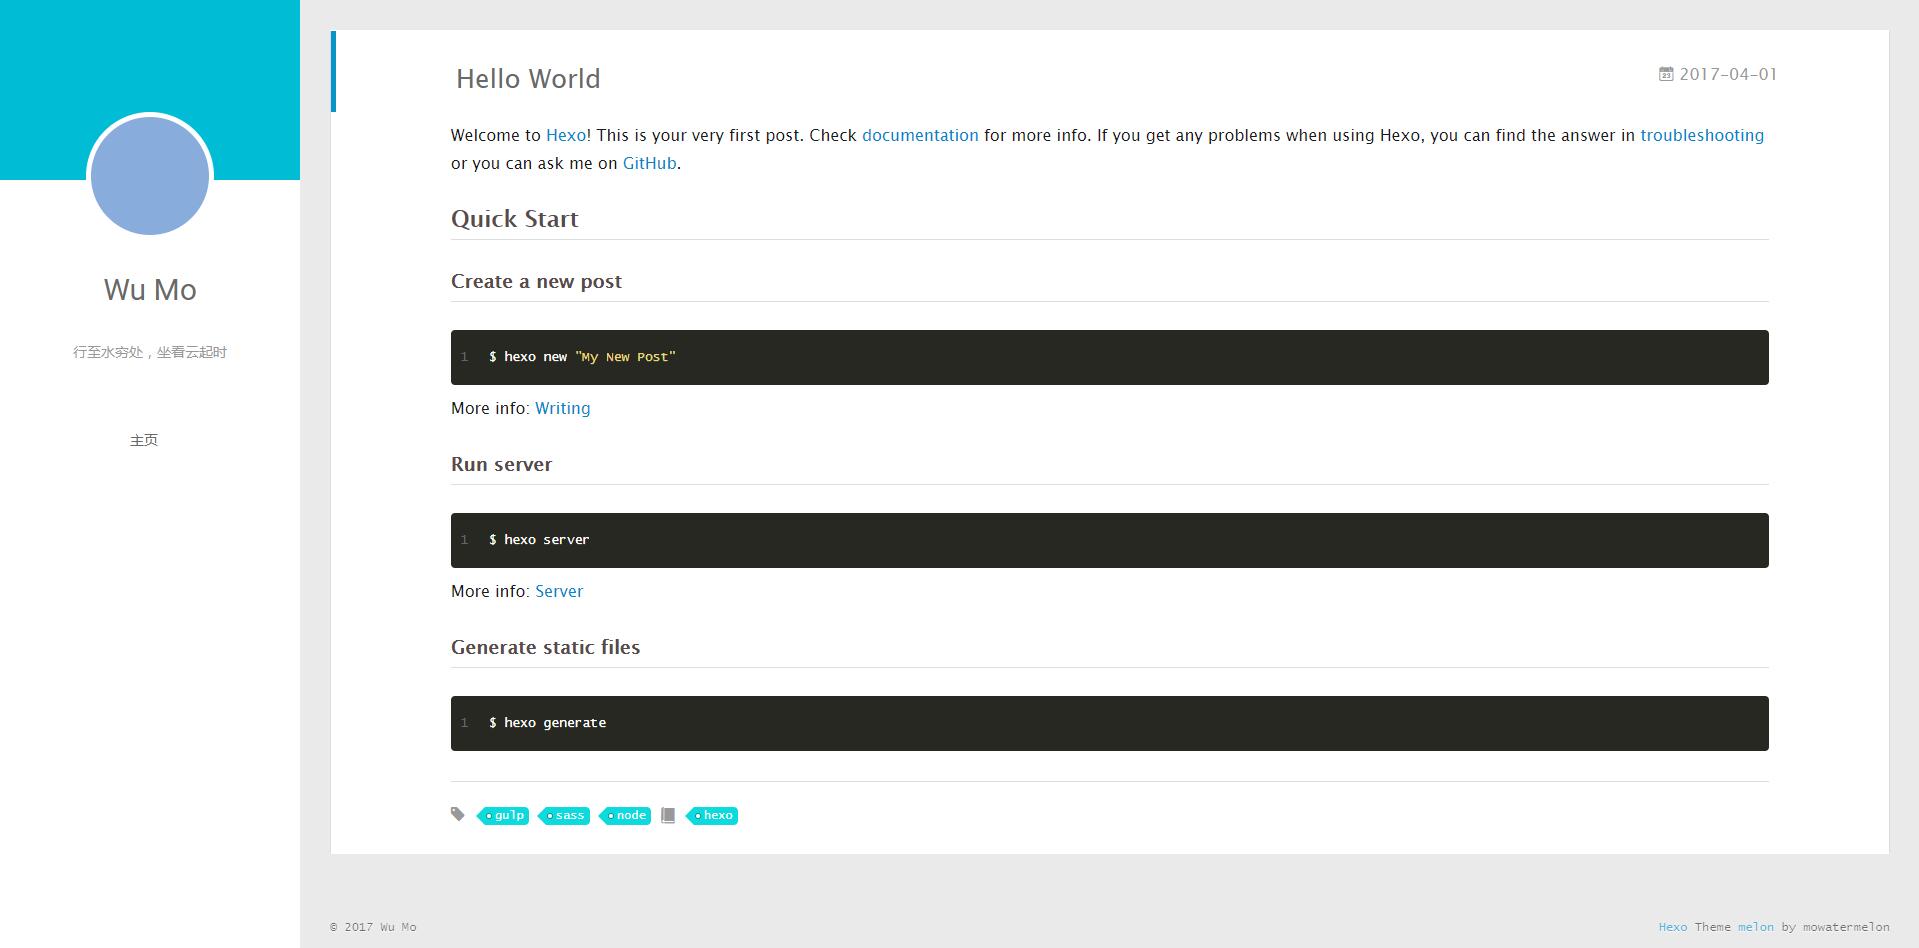 Wu Mo
行至水穷处，坐看云起时
主页
Hello World
2017-04-01
Welcome to Hexo! This is your very first post. Check documentation for more info. If you get any problems when using Hexo, you can find the answer in troubleshooting
or you can ask me on GitHub.
Quick Start
Create a new post
1 $ hexo new "My New Post"
More info: Writing
Run server
1 $ hexo server
More info: Server
Generate static files
1 $ hexo generate
gulp sass node hexo
© 2017 Wu Mo
Hexo Theme melon by mowatermelon